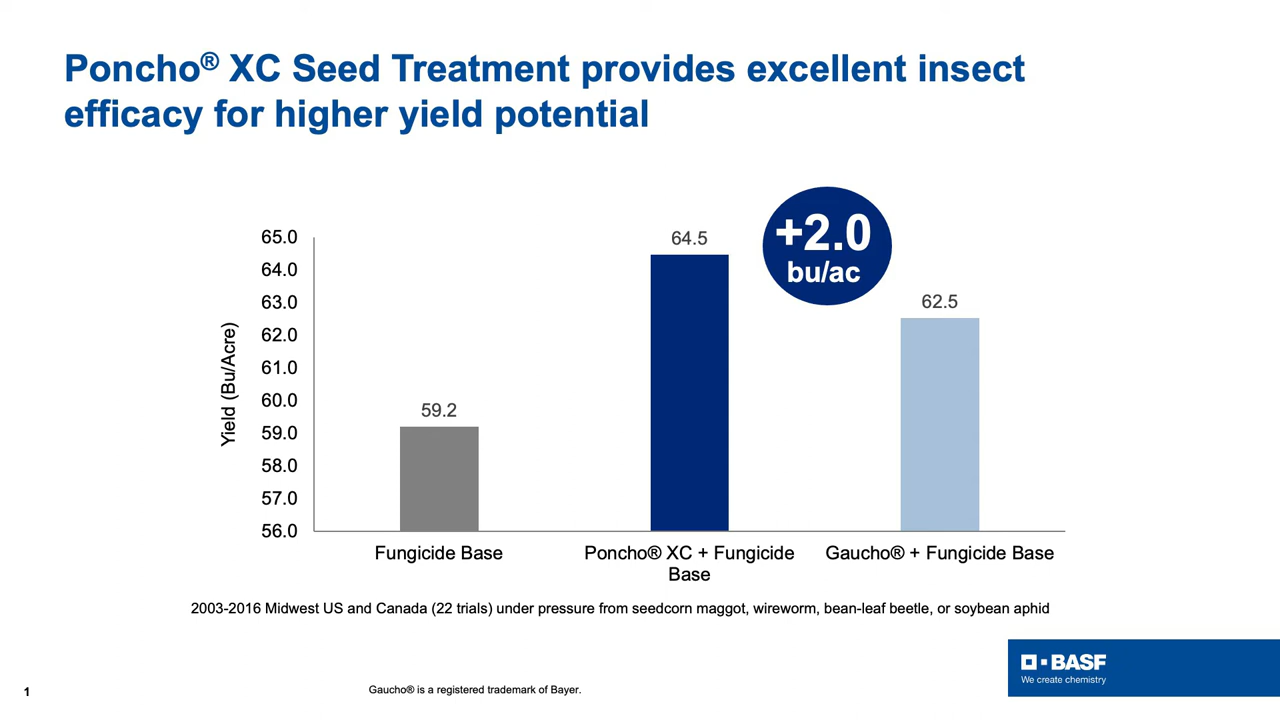 Poncho® XC Seed Treatment provides excellent insect
efficacy for higher yield potential
+2.0
bu/ac
65.0
64.0
63.0
62.0
61.0
60.0
59.0
58.0
57.0
56.0
Yield (Bu/Acre)
59.2
64.5
62.5
Fungicide Base
Poncho® XC + Fungicide
Base
Gaucho® + Fungicide Base
2003-2016 Midwest US and Canada (22 trials) under pressure from seedcorn maggot, wireworm, bean-leaf beetle, or soybean aphid
BASF
We create chemistry
1
Gaucho® is a registered trademark of Bayer.